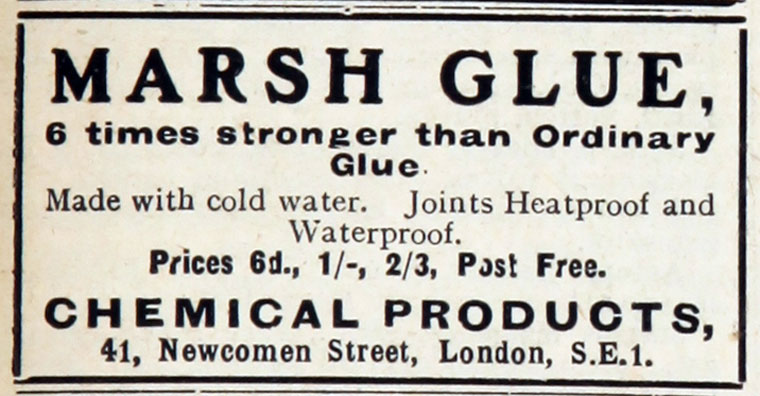 MARSH GLUE,
6 times stronger than Ordinary
Glue.
Made with cold water. Joints Heatproof and
Waterproof.
Prices 6d., 1/-, 2/3, Post Free.
CHEMICAL PRODUCTS,
41, Newcomen Street, London, S.E.1.